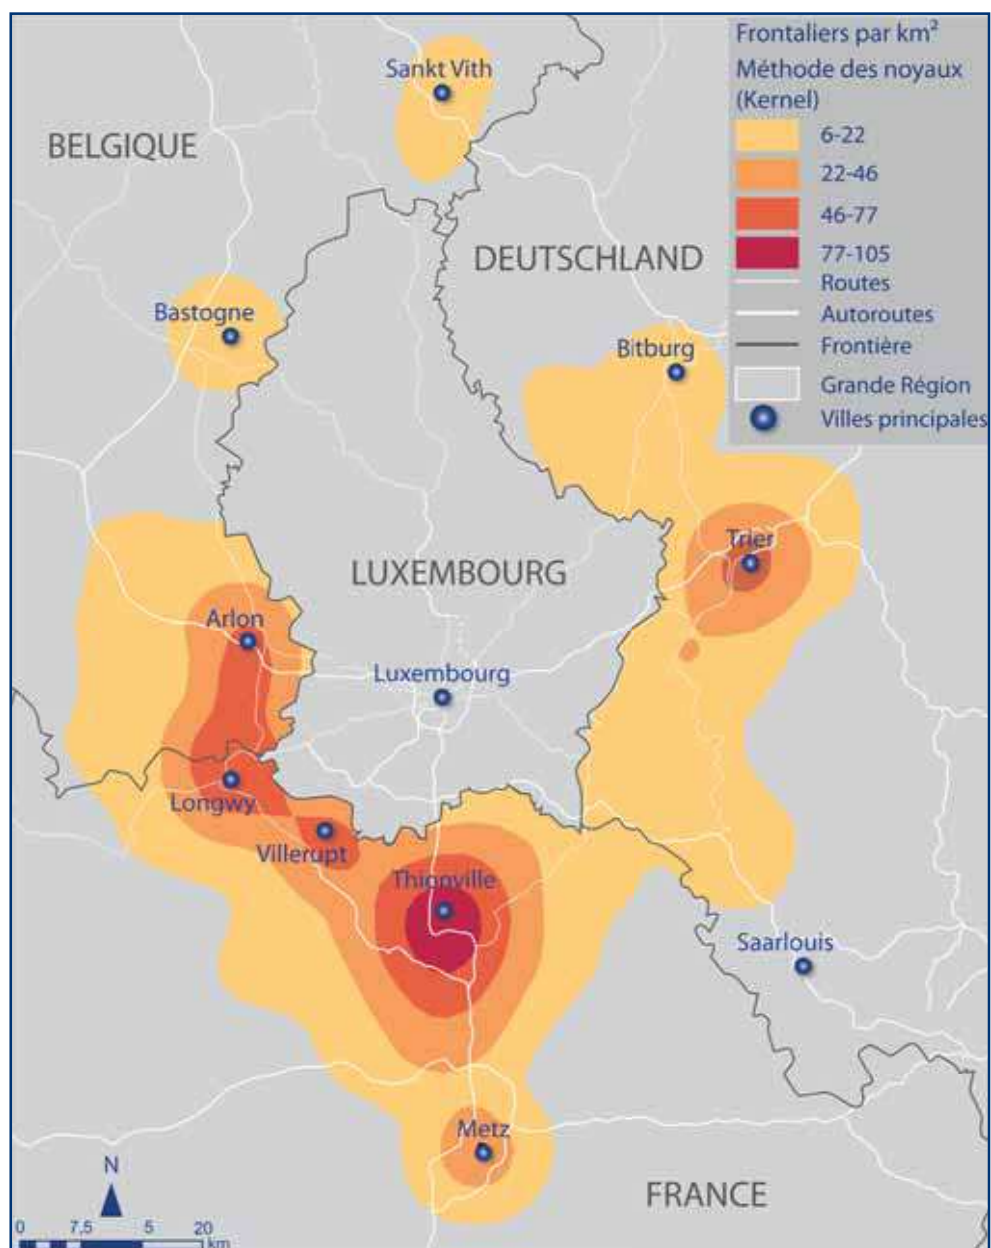 Frontaliers par km²
Méthode des noyaux
(Kernel)
6-22
22-46
46-77
77-105
Routes
Autoroutes
Frontière
Grande Région
Villes principales
Sankt Vith
BELGIQUE
DEUTSCHLAND
Bastogne
Bitburg
Trier
LUXEMBOURG
Arlon
Luxembourg
Longwy
Villerupt
Thionville
Saarlouis
Metz
FRANCE
N
0 7.5 5 20
km